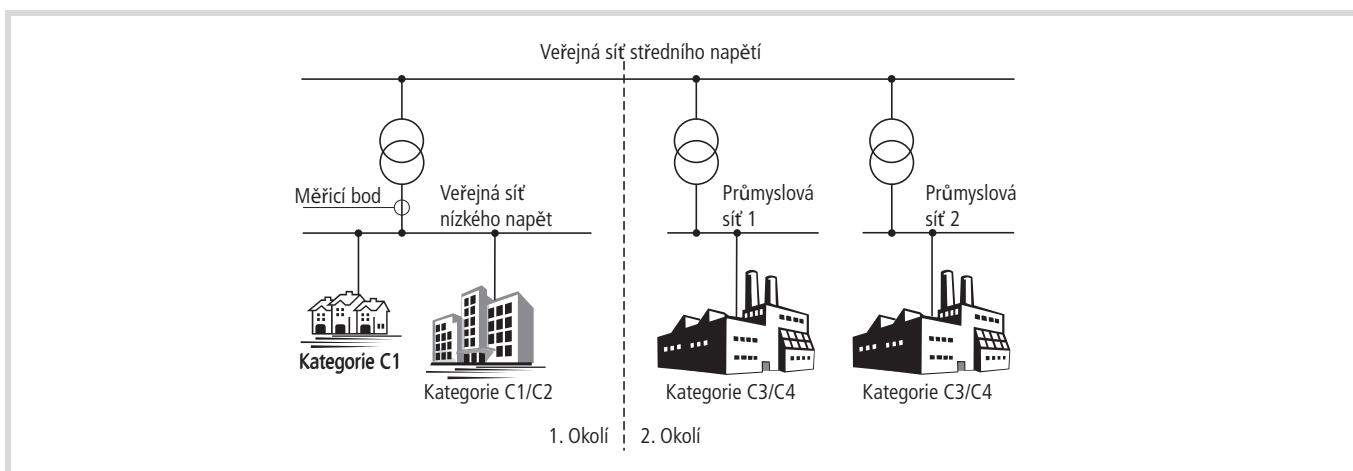 Veřejná síť středního napětí
Měřicí bod
Veřejná síť
nízkého napět
Průmyslová
síť 1
Průmyslová
síť 2
Kategorie C1
Kategorie C1/C2
Kategorie C3/C4
Kategorie C3/C4
1. Okolí
2. Okolí